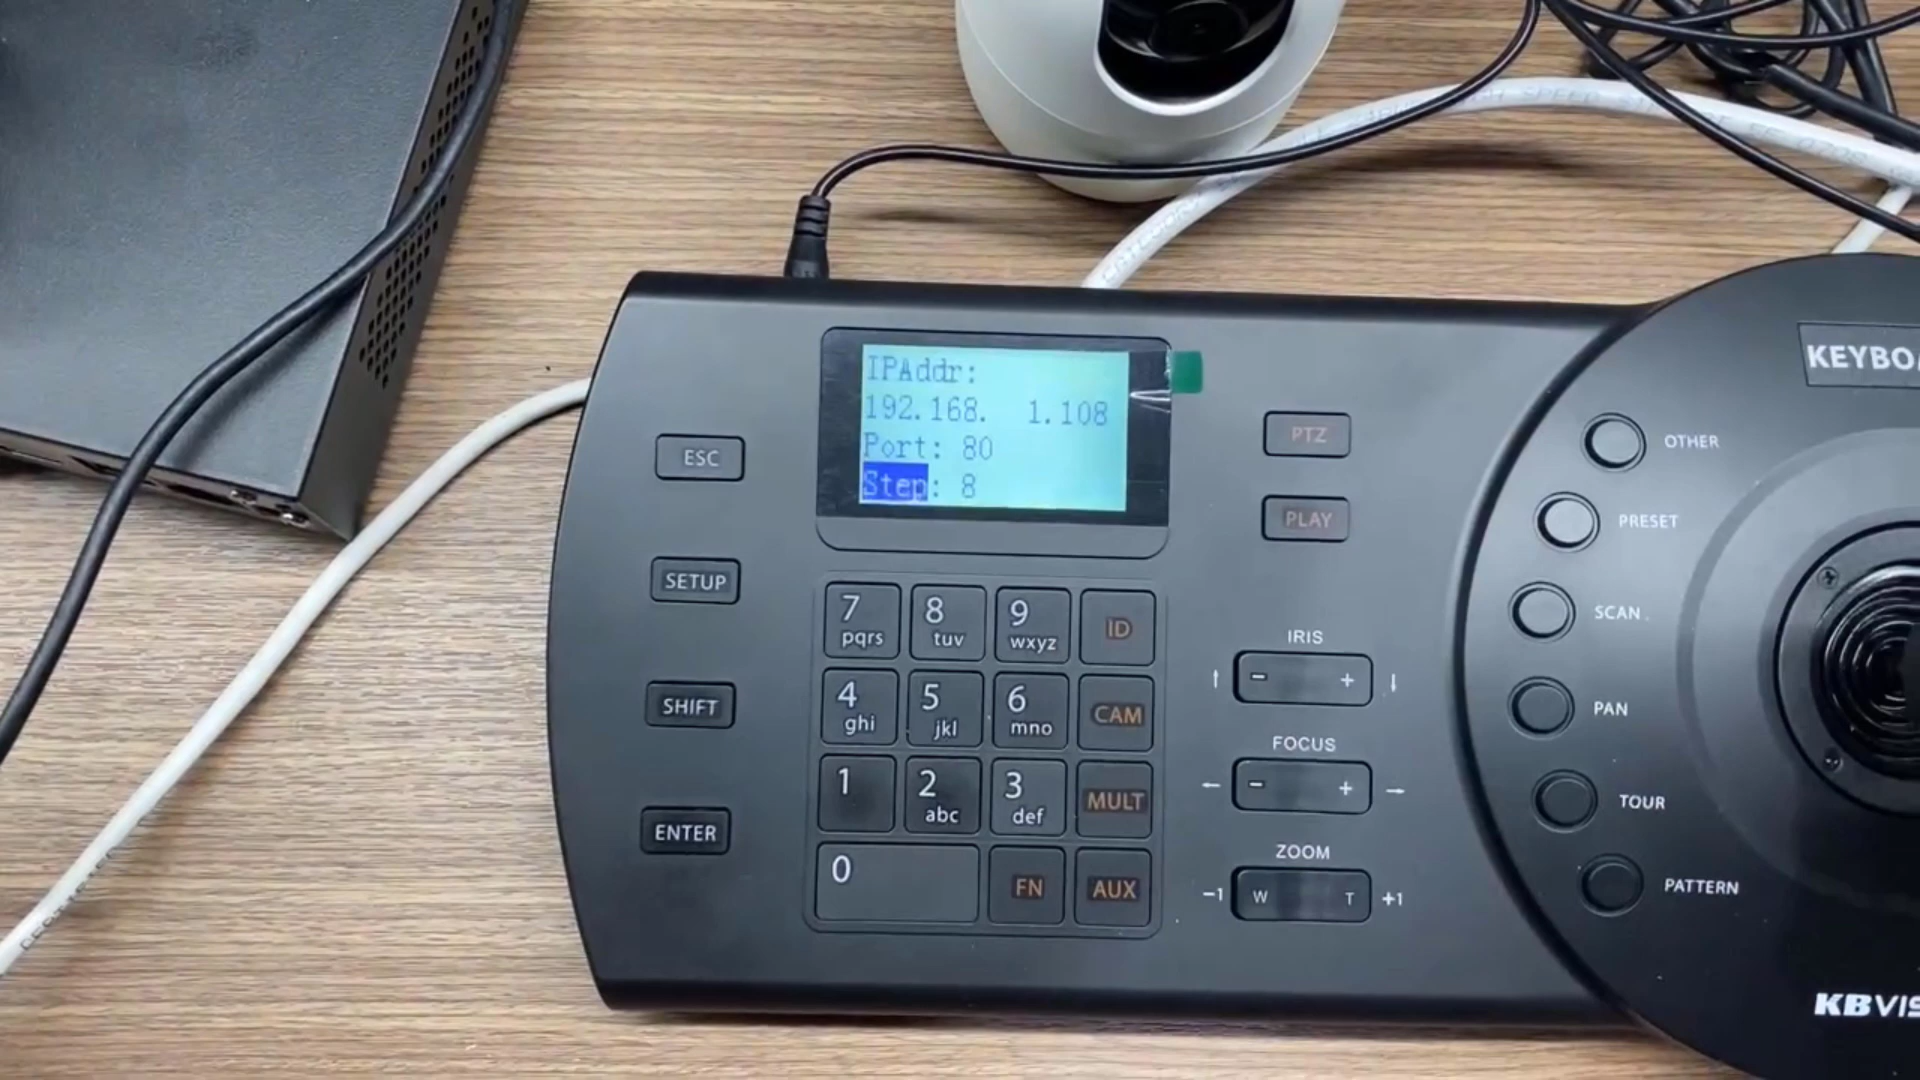 IPAddr:
192.168. 1.108
Port: 80
Step: 8
ESC
SETUP
SHIFT
ENTER
7 pqrs
8 tuv
9 wxyz
ID
4 ghi
5 jkl
6 mno
CAM
1
2 abc
3 def
MULT
0
FN
AUX
PTZ
PLAY
IRIS
↑ - + ↓
FOCUS
← - + →
ZOOM
-1 W T +1
OTHER
PRESET
SCAN
PAN
TOUR
PATTERN
KEYBO
KBVIS